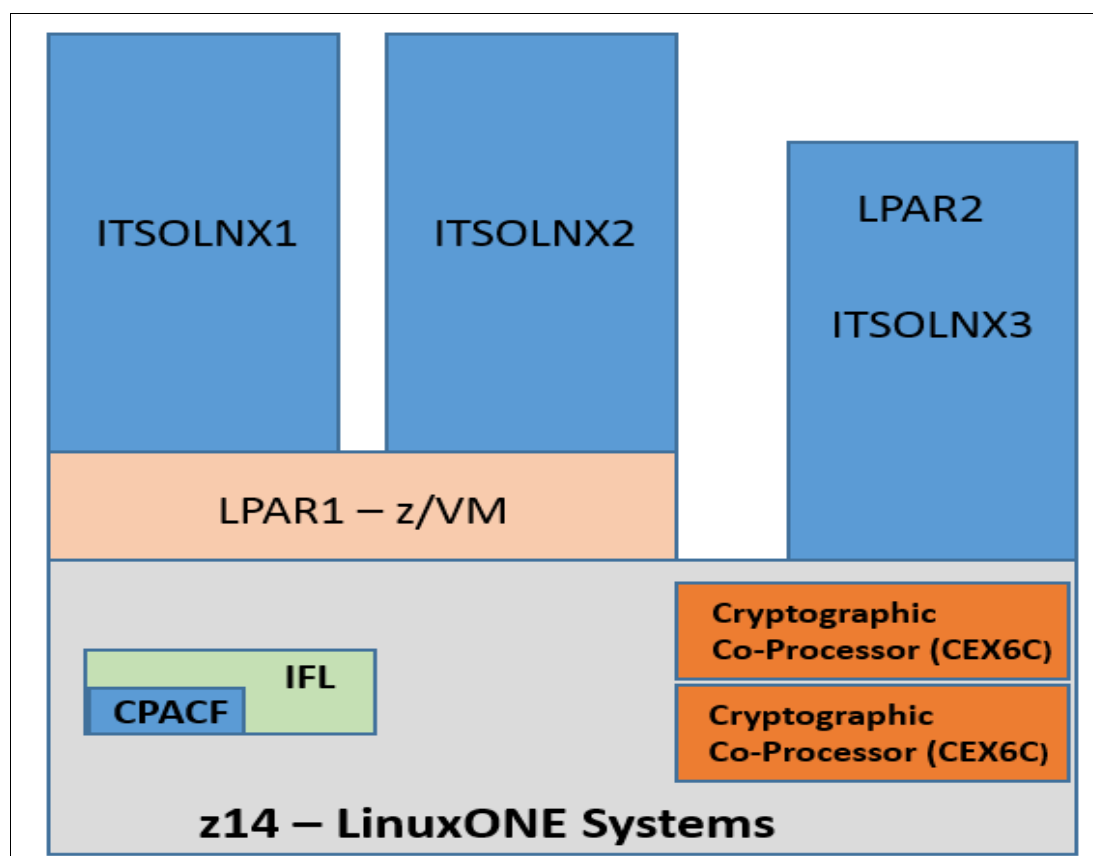 ITSOLNX1
ITSOLNX2
LPAR2
ITSOLNX3
LPAR1 – z/VM
Cryptographic
Co-Processor (CEX6C)
IFL
CPACF
Cryptographic
Co-Processor (CEX6C)
z14 – LinuxONE Systems